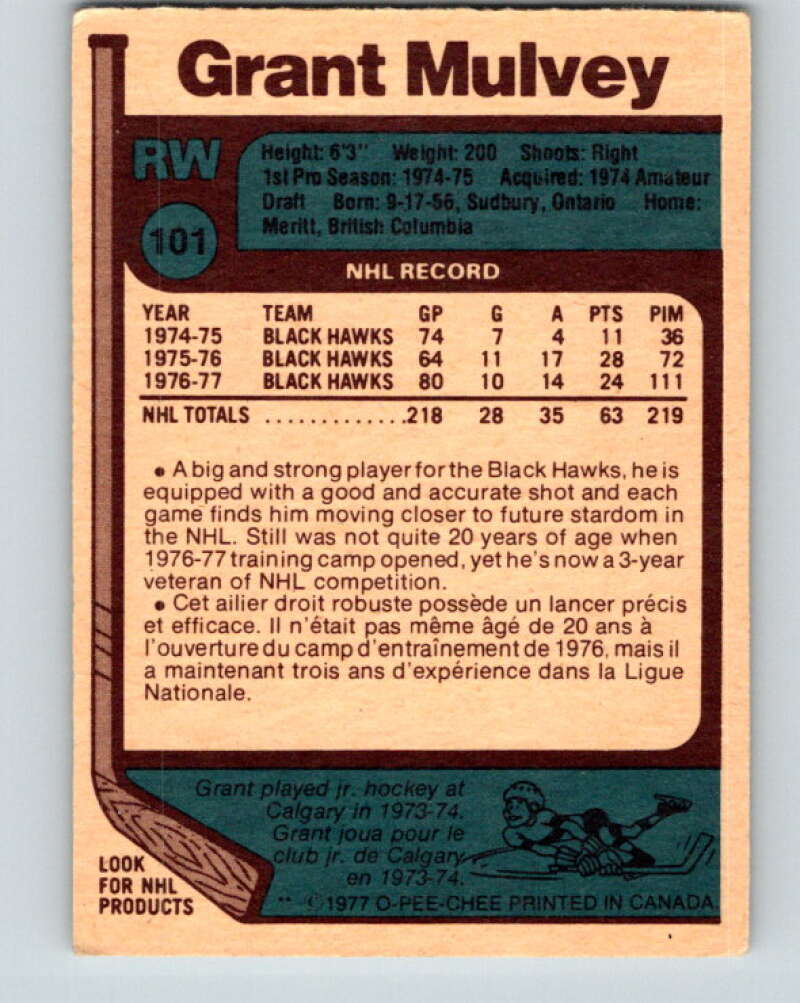 Grant Mulvey
RW
101
Height: 6'3" Weight: 200 Shoots: Right
1st Pro Season: 1974-75 Acquired: 1974 Amateur
Draft Born: 9-17-56, Sudbury, Ontario Home:
Meritt, British Columbia
NHL RECORD
YEAR TEAM GP G A PTS PIM
1974-75 BLACK HAWKS 74 7 4 11 36
1975-76 BLACK HAWKS 64 11 17 28 72
1976-77 BLACK HAWKS 80 10 14 24 111
NHL TOTALS .............218 28 35 63 219
• A big and strong player for the Black Hawks, he is
equipped with a good and accurate shot and each
game finds him moving closer to future stardom in
the NHL. Still was not quite 20 years of age when
1976-77 training camp opened, yet he's now a 3-year
veteran of NHL competition.
• Cet ailier droit robuste possède un lancer précis
et efficace. Il n'était pas même âgé de 20 ans à
l'ouverture du camp d'entraînement de 1976, mais il
a maintenant trois ans d'expérience dans la Ligue
Nationale.
Grant played jr. hockey at
Calgary in 1973-74.
Grant joua pour le
club jr. de Calgary
en 1973-74.
LOOK
FOR NHL
PRODUCTS
** ©1977 O-PEE-CHEE PRINTED IN CANADA